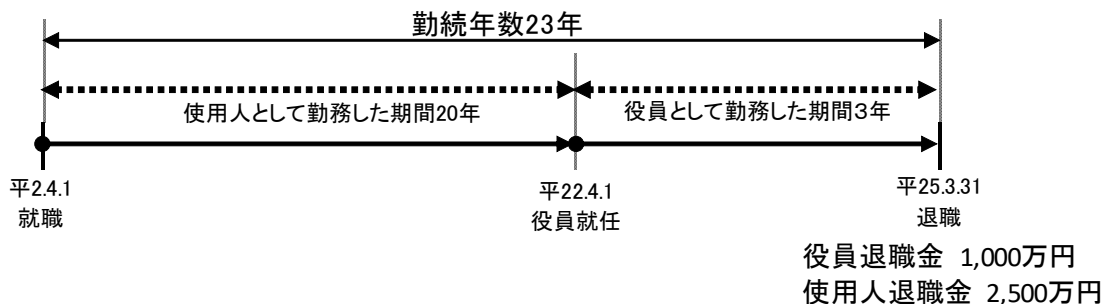 勤続年数23年
使用人として勤務した期間20年
役員として勤務した期間３年
平2.4.1
就職
平22.4.1
役員就任
平25.3.31
退職
役員退職金 1,000万円
使用人退職金 2,500万円